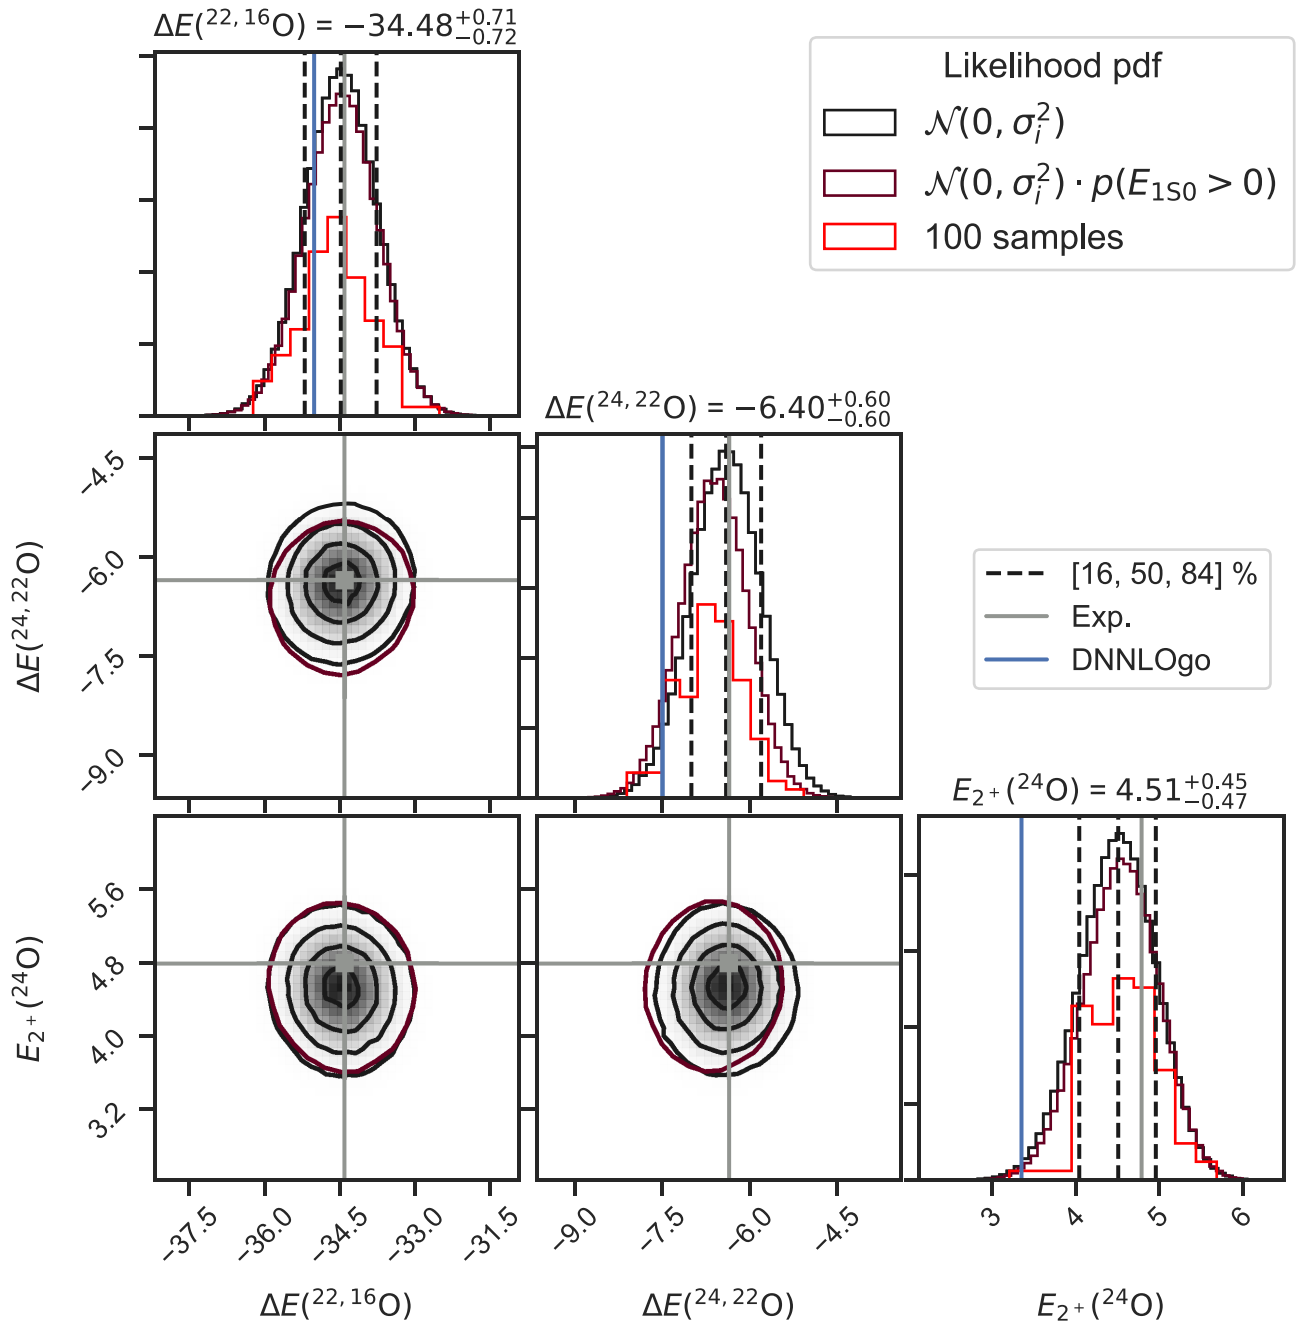 ΔE(²²,¹⁶O) = −34.48 +0.71 −0.72
Likelihood pdf
𝒩(0, σᵢ²)
𝒩(0, σᵢ²) · p(E₁S₀ > 0)
100 samples
ΔE(²⁴,²²O) = −6.40 +0.60 −0.60
−4.5
−6.0
−7.5
−9.0
ΔE(²⁴,²²O)
[16, 50, 84] %
Exp.
DNNLOgo
E₂₊(²⁴O) = 4.51 +0.45 −0.47
5.6
4.8
4.0
3.2
E₂₊(²⁴O)
−37.5 −36.0 −34.5 −33.0 −31.5
−9.0 −7.5 −6.0 −4.5
3 4 5 6
ΔE(²²,¹⁶O)
ΔE(²⁴,²²O)
E₂₊(²⁴O)